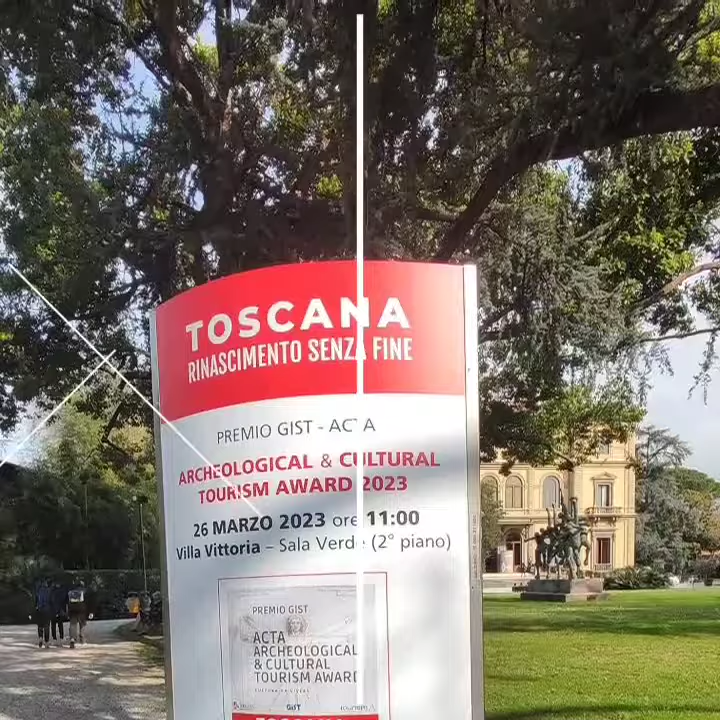 TOSCANA
RINASCIMENTO SENZA FINE
PREMIO GIST - ACTA
ARCHEOLOGICAL & CULTURAL
TOURISM AWARD 2023
26 MARZO 2023 ore 11:00
Villa Vittoria – Sala Verde (2° piano)
PREMIO GIST
ACTA
ARCHEOLOGICAL
& CULTURAL
TOURISM AWARD
GIST